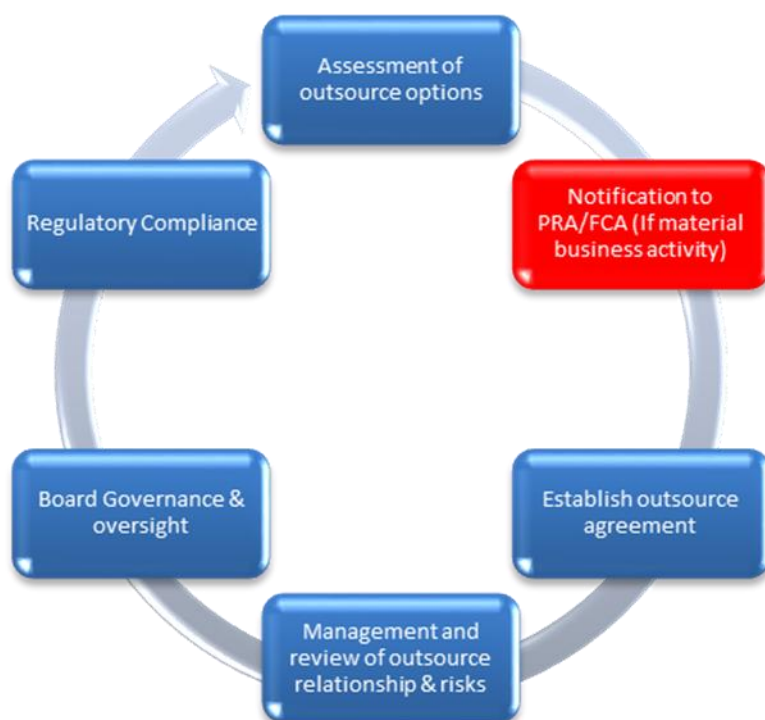 Assessment of
outsource options
Notification to
PRA/FCA (If material
business activity)
Establish outsource
agreement
Management and
review of outsource
relationship & risks
Board Governance &
oversight
Regulatory Compliance